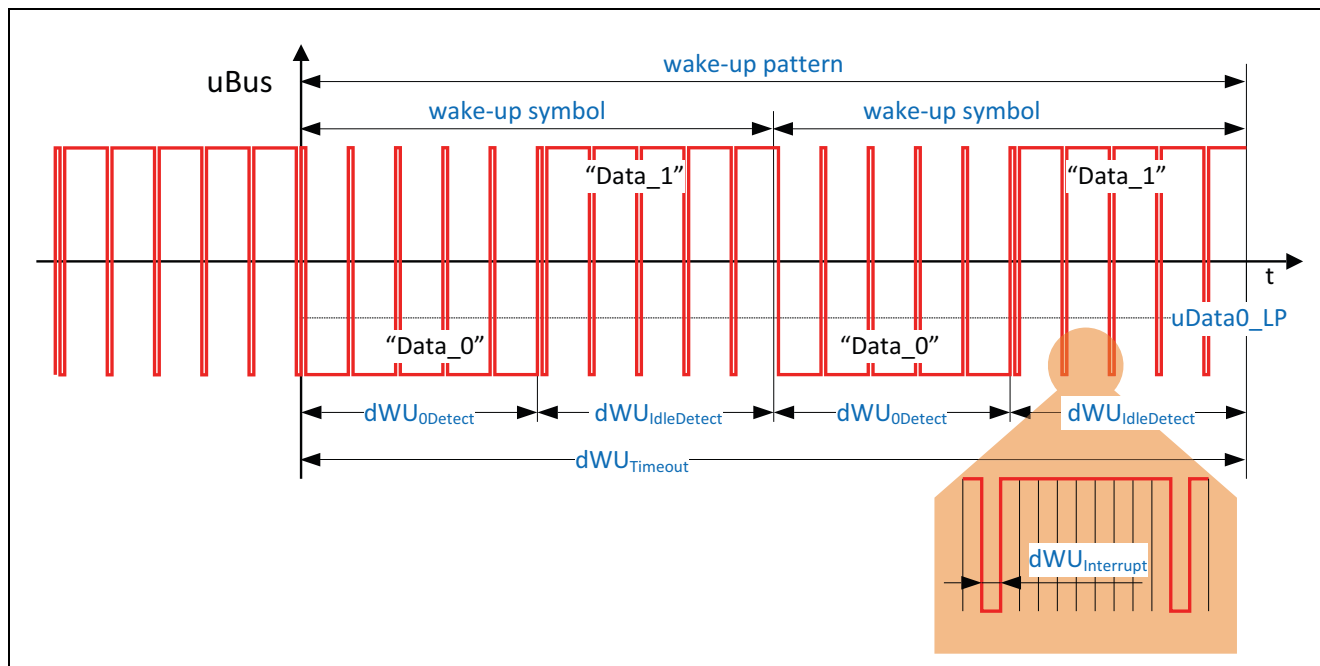 wake-up pattern
uBus
wake-up symbol wake-up symbol
“Data_1” “Data_1”
t
uData0_LP
“Data_0” “Data_0”
dWU0Detect dWUIdleDetect dWU0Detect dWUIdleDetect
dWUTimeout
dWUInterrupt